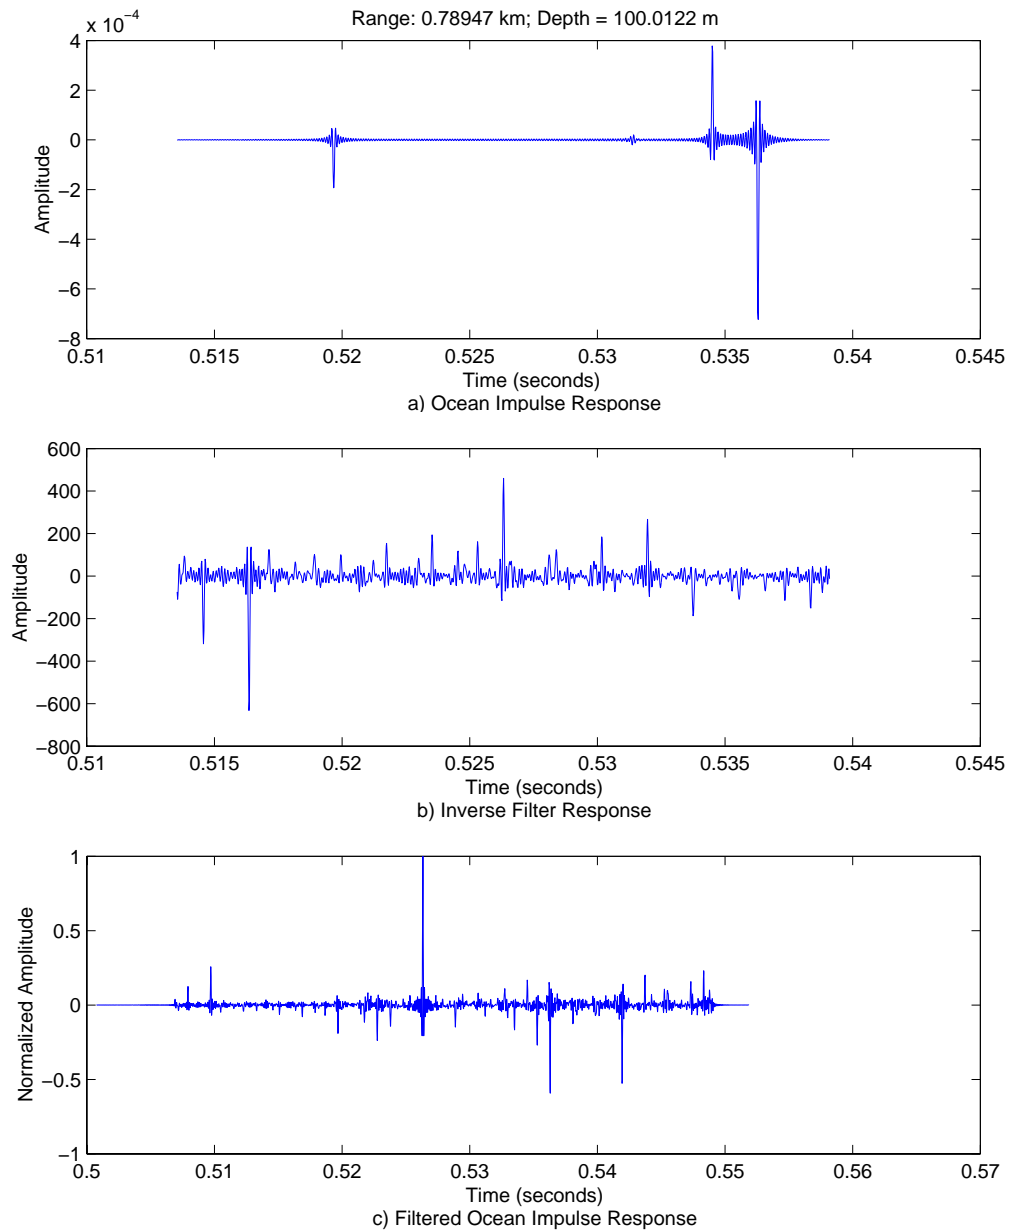 Range: 0.78947 km; Depth = 100.0122 m
x 10⁻⁴
4
2
0
−2
−4
−6
−8
Amplitude
0.51 0.515 0.52 0.525 0.53 0.535 0.54 0.545
Time (seconds)
a) Ocean Impulse Response
600
400
200
0
−200
−400
−600
−800
Amplitude
0.51 0.515 0.52 0.525 0.53 0.535 0.54 0.545
Time (seconds)
b) Inverse Filter Response
1
0.5
0
−0.5
−1
Normalized Amplitude
0.5 0.51 0.52 0.53 0.54 0.55 0.56 0.57
Time (seconds)
c) Filtered Ocean Impulse Response